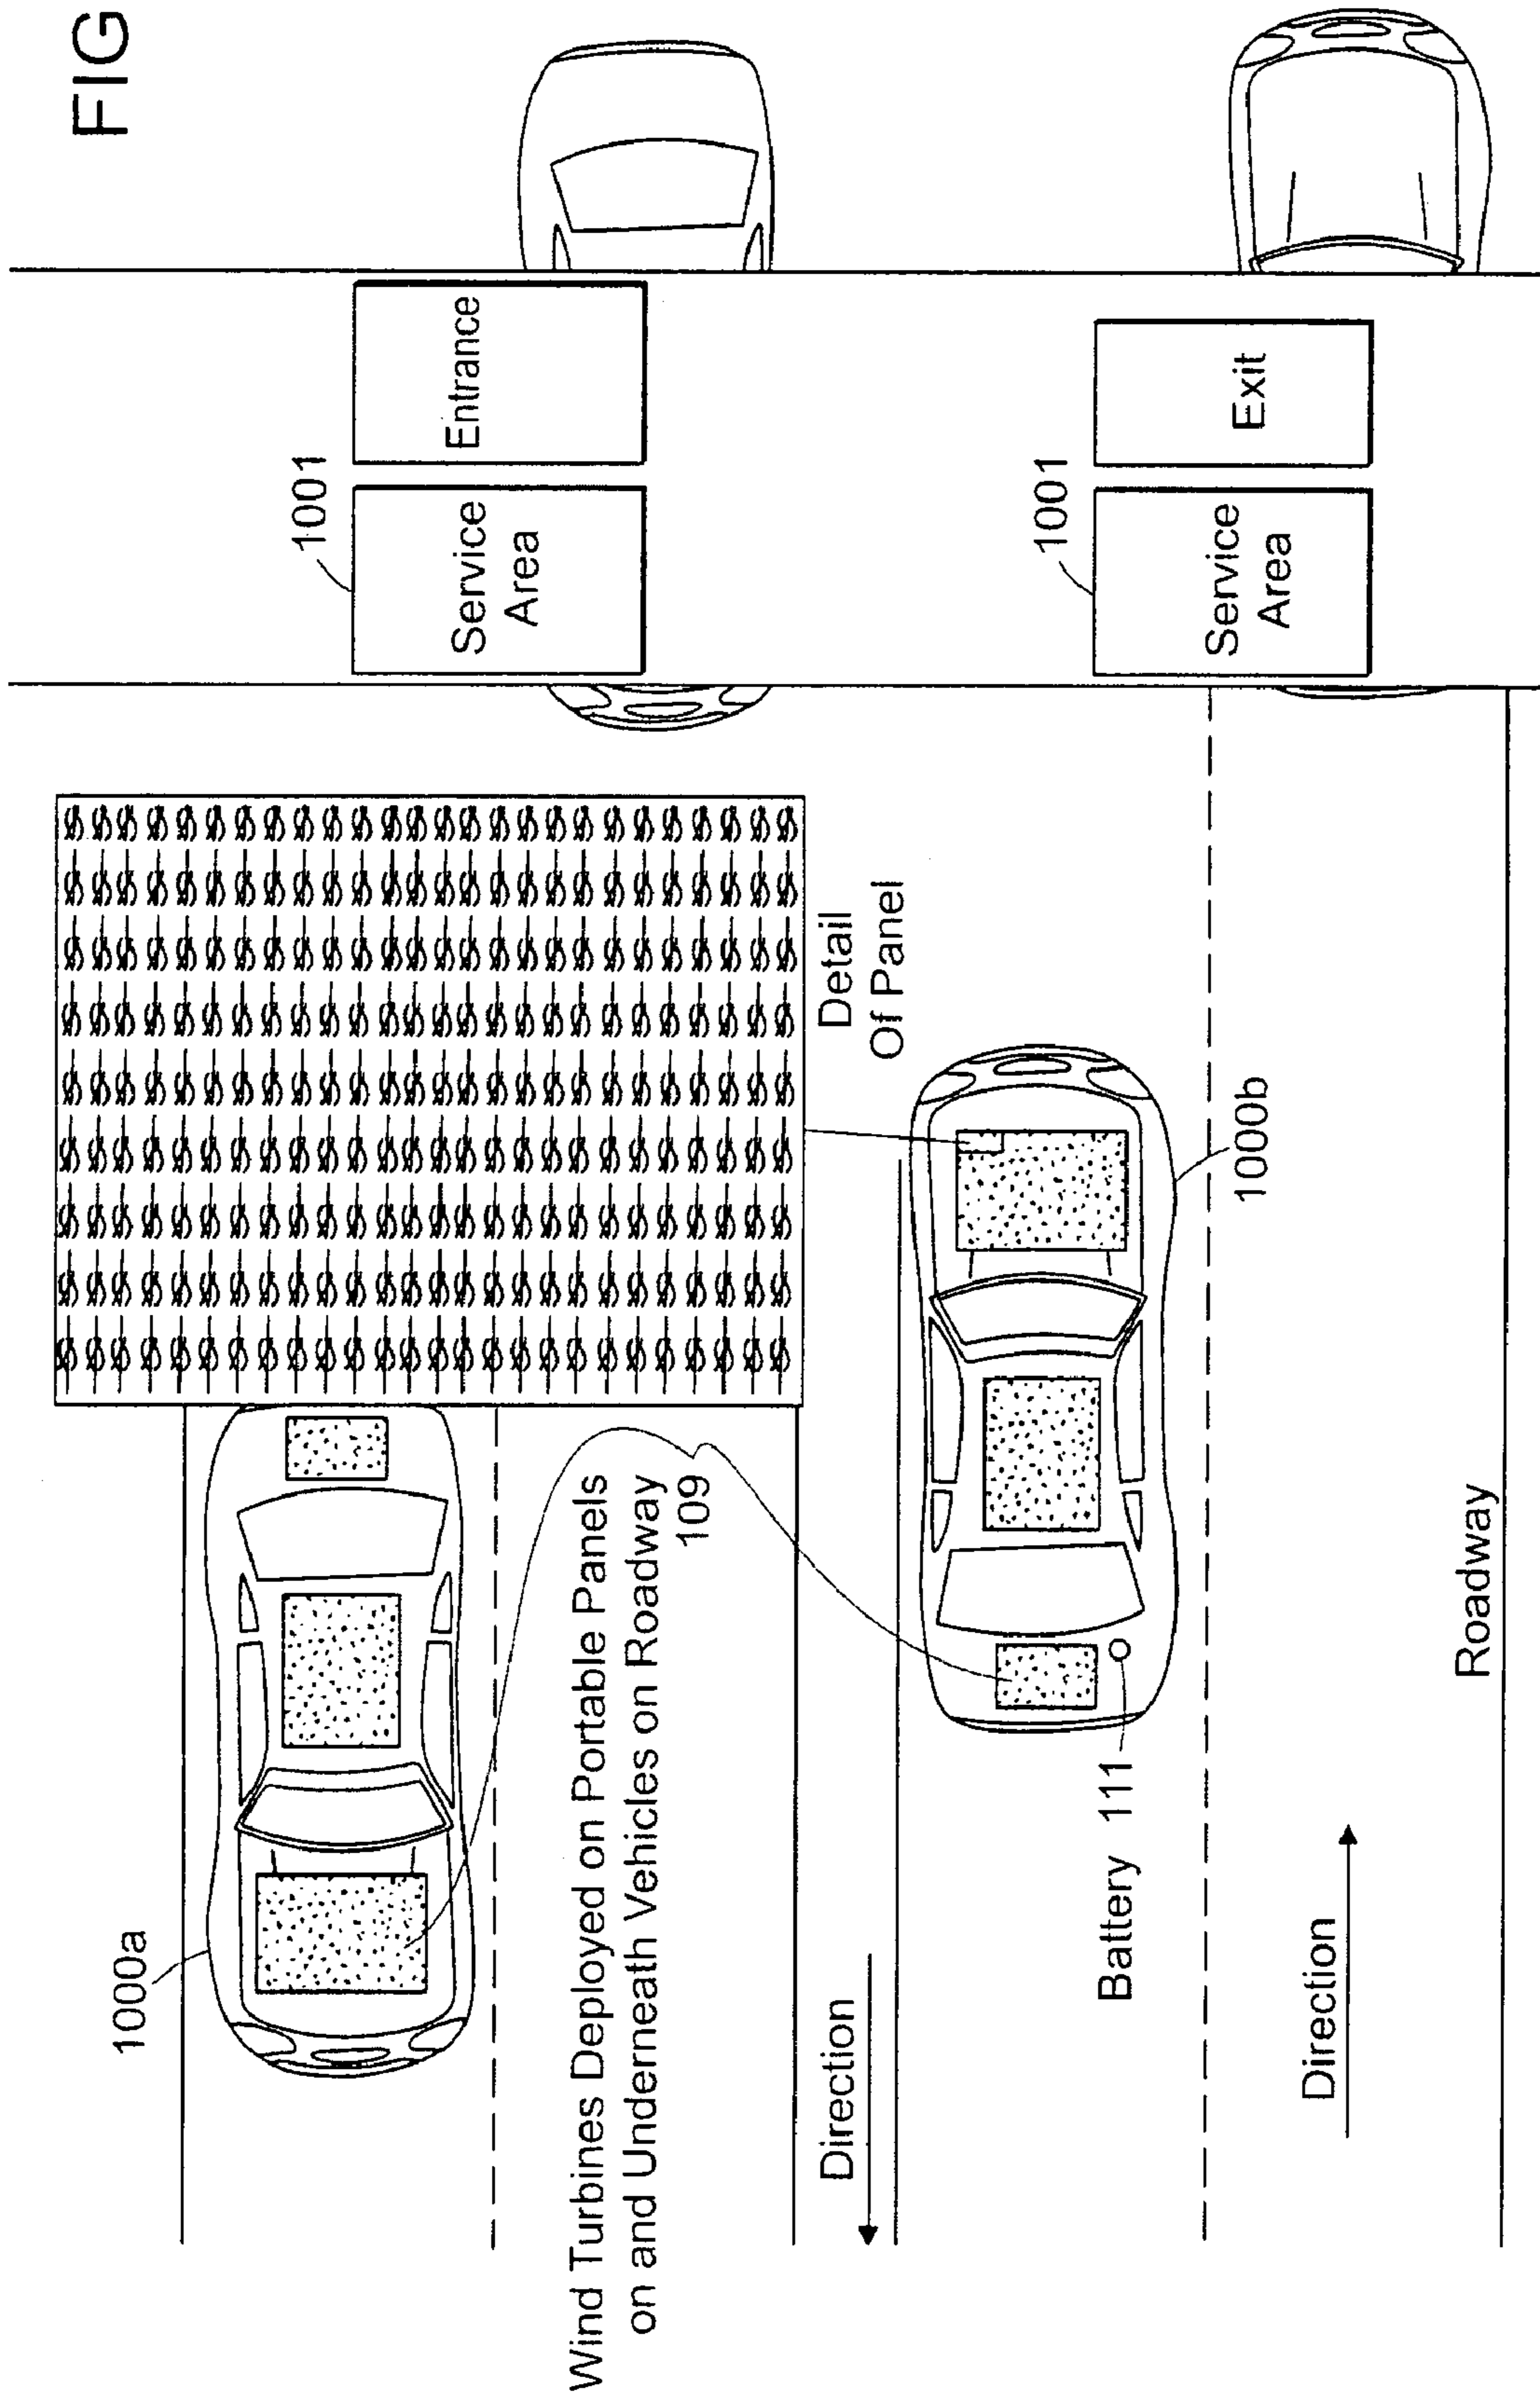 FIG
1001
Service
Area
Entrance
1001
Service
Area
Exit
Detail
Of Panel
1000a
Wind Turbines Deployed on Portable Panels
on and Underneath Vehicles on Roadway
109
1000b
Direction
Battery 111
Direction
Roadway